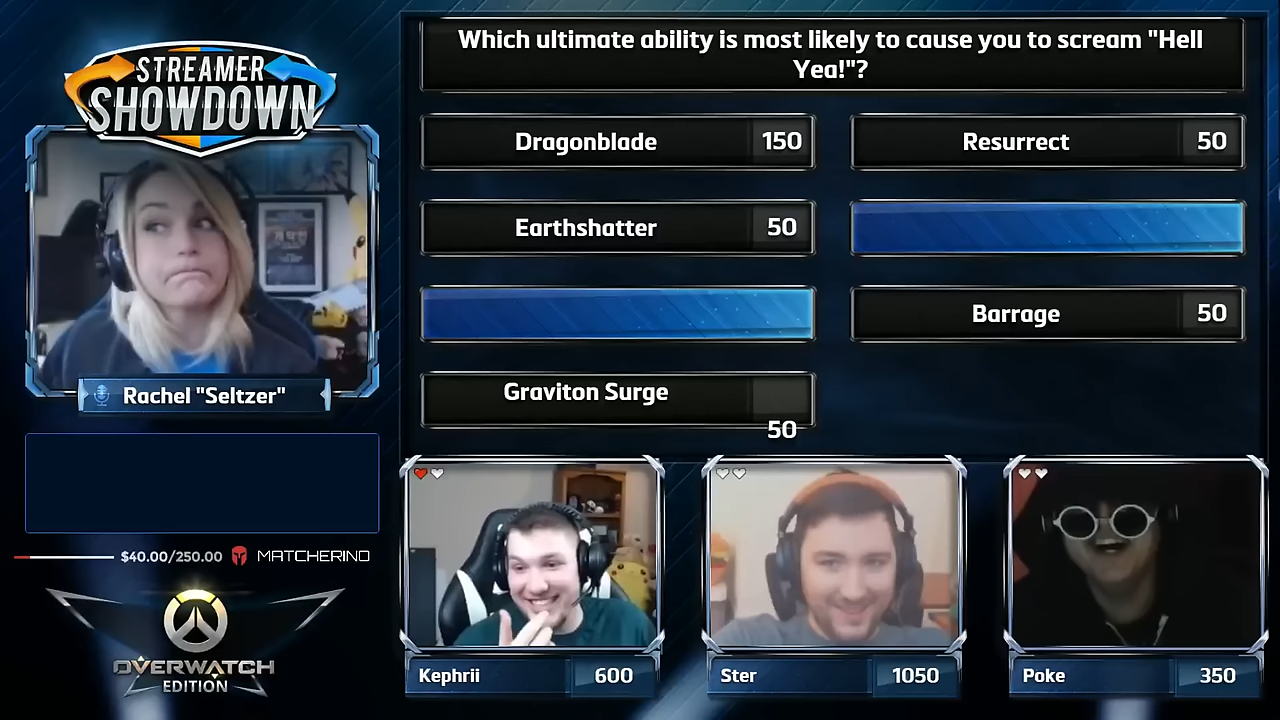 STREAMER
SHOWDOWN
Which ultimate ability is most likely to cause you to scream "Hell
Yea!"?
Dragonblade 150
Resurrect 50
Earthshatter 50
Barrage 50
Graviton Surge
50
Rachel "Seltzer"
$40.00/250.00 MATCHERINO
OVERWATCH
EDITION
Kephrii 600
Ster 1050
Poke 350